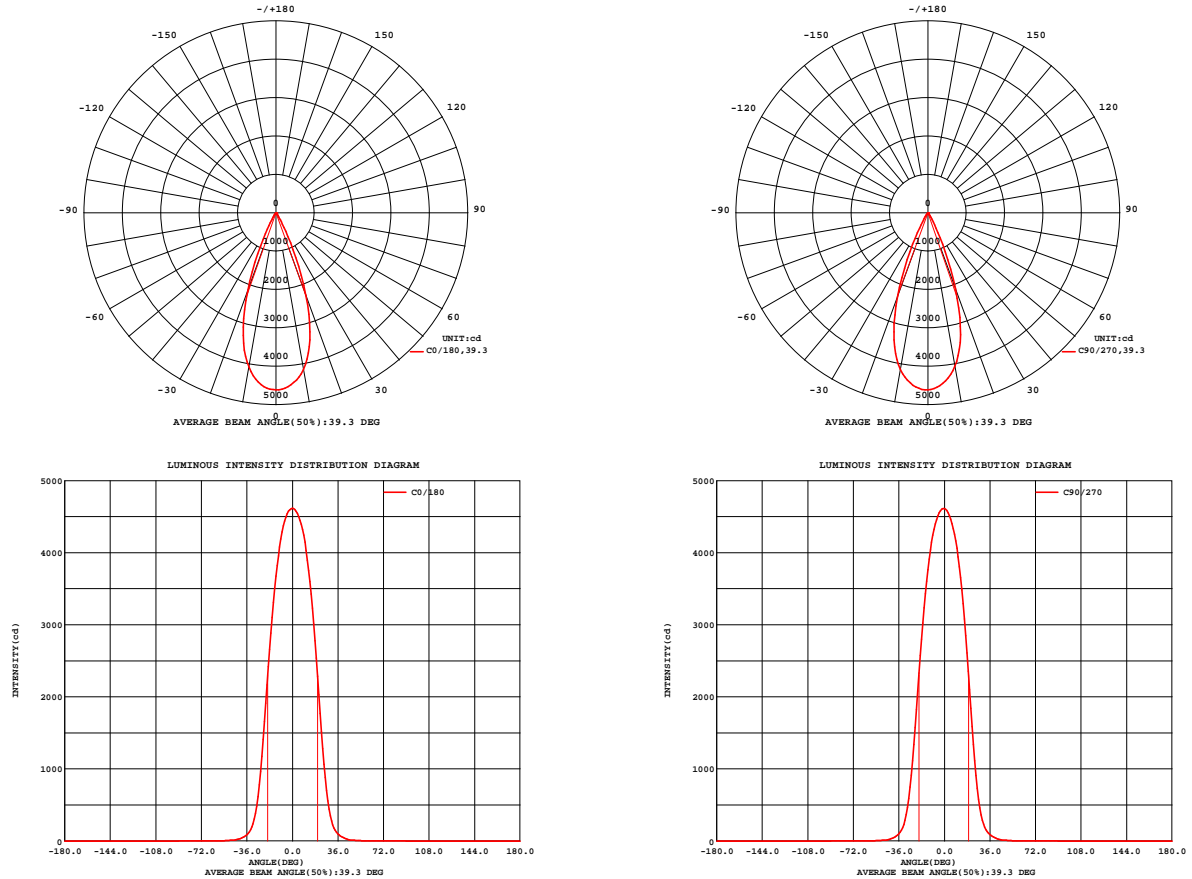 -/+180
-150
150
-120
120
-90
90
-60
60
-30
30
0
0
1000
2000
3000
4000
5000
UNIT:cd
C0/180,39.3
AVERAGE BEAM ANGLE(50%):39.3 DEG
-/+180
-150
150
-120
120
-90
90
-60
60
-30
30
0
0
1000
2000
3000
4000
5000
UNIT:cd
C90/270,39.3
AVERAGE BEAM ANGLE(50%):39.3 DEG
LUMINOUS INTENSITY DISTRIBUTION DIAGRAM
C0/180
INTENSITY(cd)
5000
4000
3000
2000
1000
0
-180.0 -144.0 -108.0 -72.0 -36.0 0.0 36.0 72.0 108.0 144.0 180.0
ANGLE(DEG)
AVERAGE BEAM ANGLE(50%):39.3 DEG
LUMINOUS INTENSITY DISTRIBUTION DIAGRAM
C90/270
INTENSITY(cd)
5000
4000
3000
2000
1000
0
-180.0 -144.0 -108.0 -72.0 -36.0 0.0 36.0 72.0 108.0 144.0 180.0
ANGLE(DEG)
AVERAGE BEAM ANGLE(50%):39.3 DEG